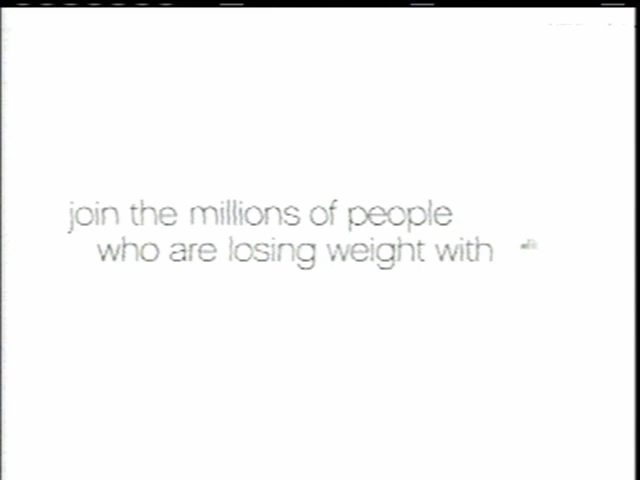 join the millions of people
who are losing weight with